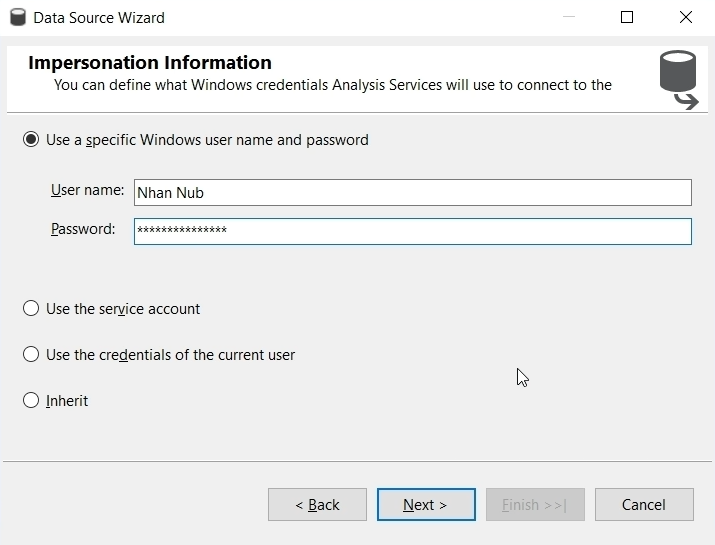 Data Source Wizard
Impersonation Information
You can define what Windows credentials Analysis Services will use to connect to the
Use a specific Windows user name and password
User name: Nhan Nub
Password: ***************
Use the service account
Use the credentials of the current user
Inherit
< Back Next > Finish >>| Cancel